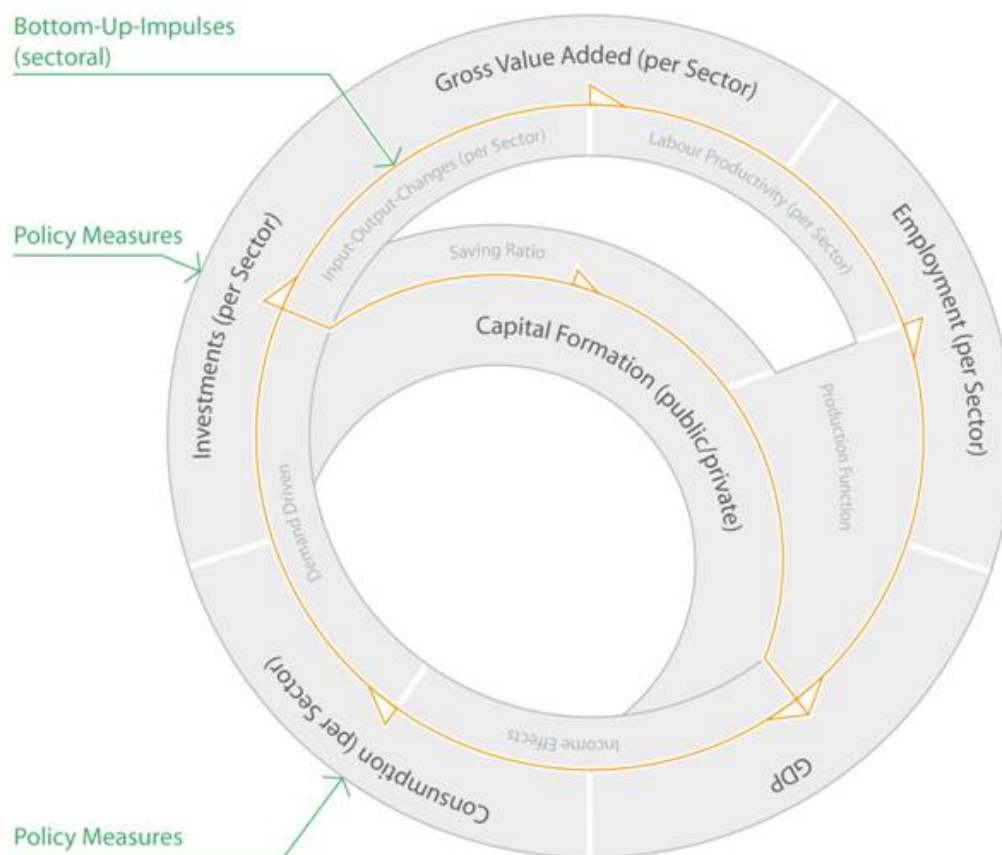 Bottom-Up-Impulses
(sectoral)
Gross Value Added (per Sector)
Input-Output-Changes (per Sector)
Labour Productivity (per Sector)
Policy Measures
Investments (per Sector)
Saving Ratio
Employment (per Sector)
Capital Formation (public/private)
Production Function
Demand Driven
Consumption (per Sector)
Income Effects
GDP
Policy Measures